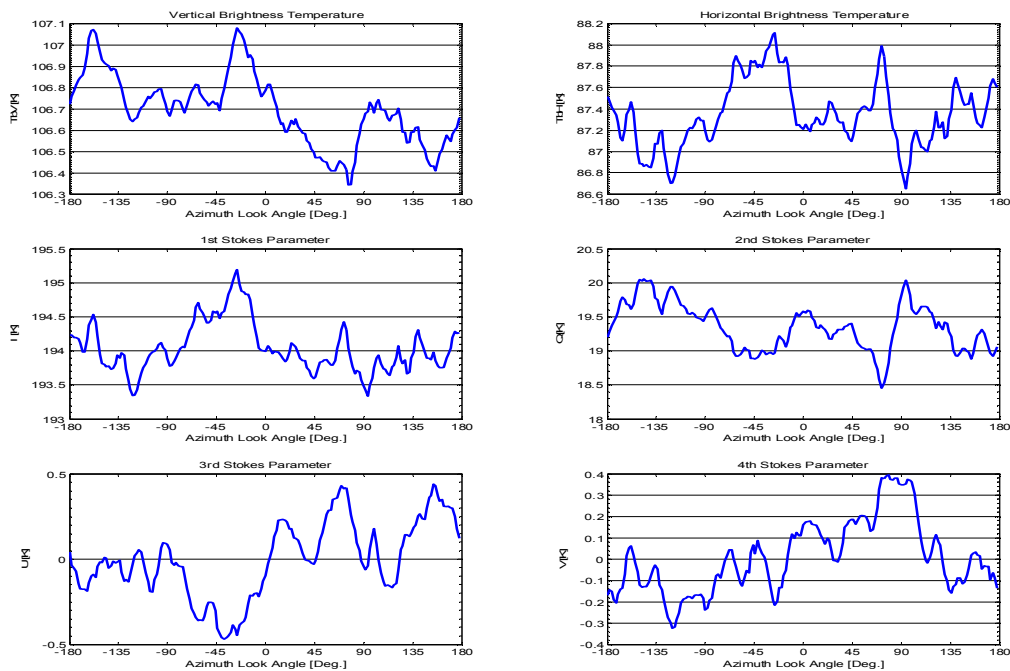 Vertical Brightness Temperature
107.1
107
106.9
106.8
106.7
106.6
106.5
106.4
106.3
TBV[K]
-180 -135 -90 -45 0 45 90 135 180
Azimuth Look Angle [Deg.]
Horizontal Brightness Temperature
88.2
88
87.8
87.6
87.4
87.2
87
86.8
86.6
TBH[K]
-180 -135 -90 -45 0 45 90 135 180
Azimuth Look Angle [Deg.]
1st Stokes Parameter
195.5
195
194.5
194
193.5
193
I [K]
-180 -135 -90 -45 0 45 90 135 180
Azimuth Look Angle [Deg.]
2nd Stokes Parameter
20.5
20
19.5
19
18.5
18
Q[K]
-180 -135 -90 -45 0 45 90 135 180
Azimuth Look Angle [Deg.]
3rd Stokes Parameter
0.5
0
-0.5
U[K]
-180 -135 -90 -45 0 45 90 135 180
Azimuth Look Angle [Deg.]
4th Stokes Parameter
0.4
0.3
0.2
0.1
0
-0.1
-0.2
-0.3
-0.4
V[K]
-180 -135 -90 -45 0 45 90 135 180
Azimuth Look Angle [Deg.]